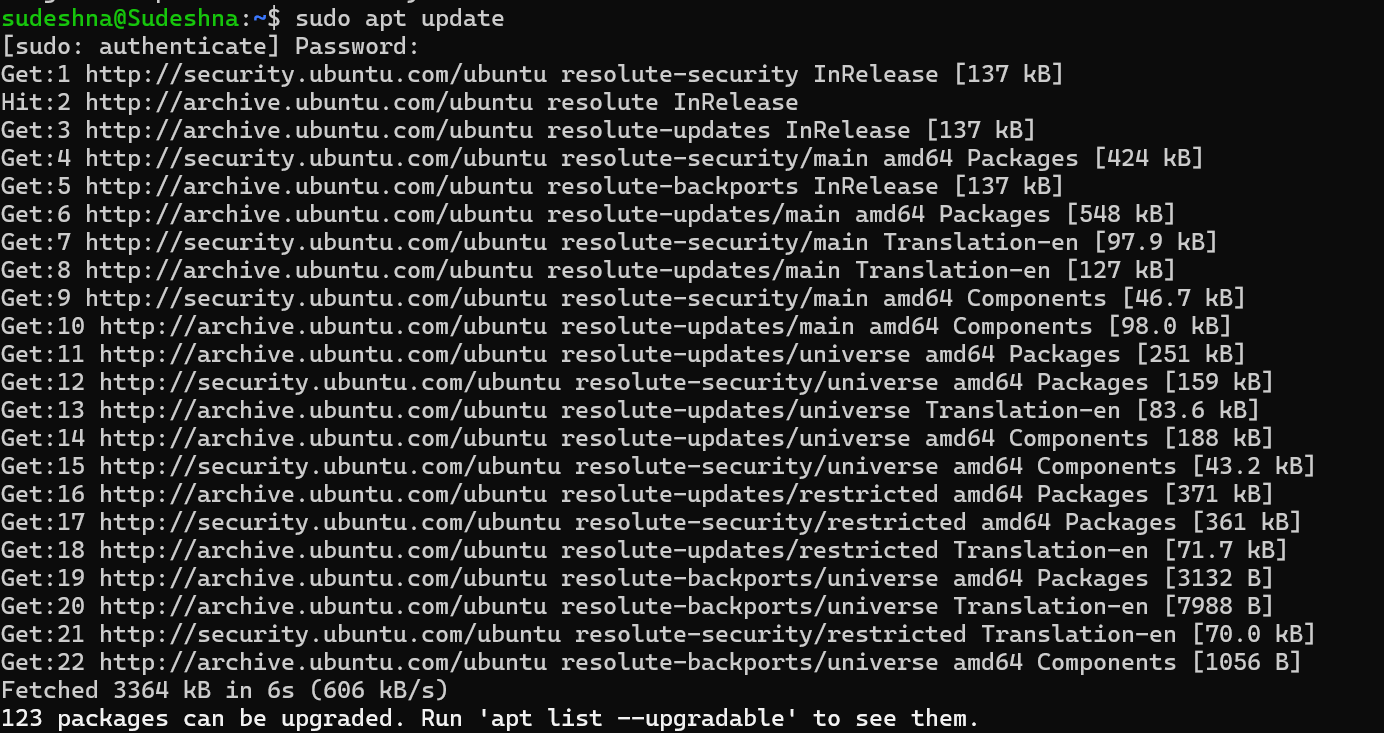 sudeshna@Sudeshna:~$ sudo apt update
[sudo: authenticate] Password:
Get:1 http://security.ubuntu.com/ubuntu resolute-security InRelease [137 kB]
Hit:2 http://archive.ubuntu.com/ubuntu resolute InRelease
Get:3 http://archive.ubuntu.com/ubuntu resolute-updates InRelease [137 kB]
Get:4 http://security.ubuntu.com/ubuntu resolute-security/main amd64 Packages [424 kB]
Get:5 http://archive.ubuntu.com/ubuntu resolute-backports InRelease [137 kB]
Get:6 http://archive.ubuntu.com/ubuntu resolute-updates/main amd64 Packages [548 kB]
Get:7 http://security.ubuntu.com/ubuntu resolute-security/main Translation-en [97.9 kB]
Get:8 http://archive.ubuntu.com/ubuntu resolute-updates/main Translation-en [127 kB]
Get:9 http://security.ubuntu.com/ubuntu resolute-security/main amd64 Components [46.7 kB]
Get:10 http://archive.ubuntu.com/ubuntu resolute-updates/main amd64 Components [98.0 kB]
Get:11 http://archive.ubuntu.com/ubuntu resolute-updates/universe amd64 Packages [251 kB]
Get:12 http://security.ubuntu.com/ubuntu resolute-security/universe amd64 Packages [159 kB]
Get:13 http://archive.ubuntu.com/ubuntu resolute-updates/universe Translation-en [83.6 kB]
Get:14 http://archive.ubuntu.com/ubuntu resolute-updates/universe amd64 Components [188 kB]
Get:15 http://security.ubuntu.com/ubuntu resolute-security/universe amd64 Components [43.2 kB]
Get:16 http://archive.ubuntu.com/ubuntu resolute-updates/restricted amd64 Packages [371 kB]
Get:17 http://security.ubuntu.com/ubuntu resolute-security/restricted amd64 Packages [361 kB]
Get:18 http://archive.ubuntu.com/ubuntu resolute-updates/restricted Translation-en [71.7 kB]
Get:19 http://archive.ubuntu.com/ubuntu resolute-backports/universe amd64 Packages [3132 B]
Get:20 http://archive.ubuntu.com/ubuntu resolute-backports/universe Translation-en [7988 B]
Get:21 http://security.ubuntu.com/ubuntu resolute-security/restricted Translation-en [70.0 kB]
Get:22 http://archive.ubuntu.com/ubuntu resolute-backports/universe amd64 Components [1056 B]
Fetched 3364 kB in 6s (606 kB/s)
123 packages can be upgraded. Run 'apt list --upgradable' to see them.